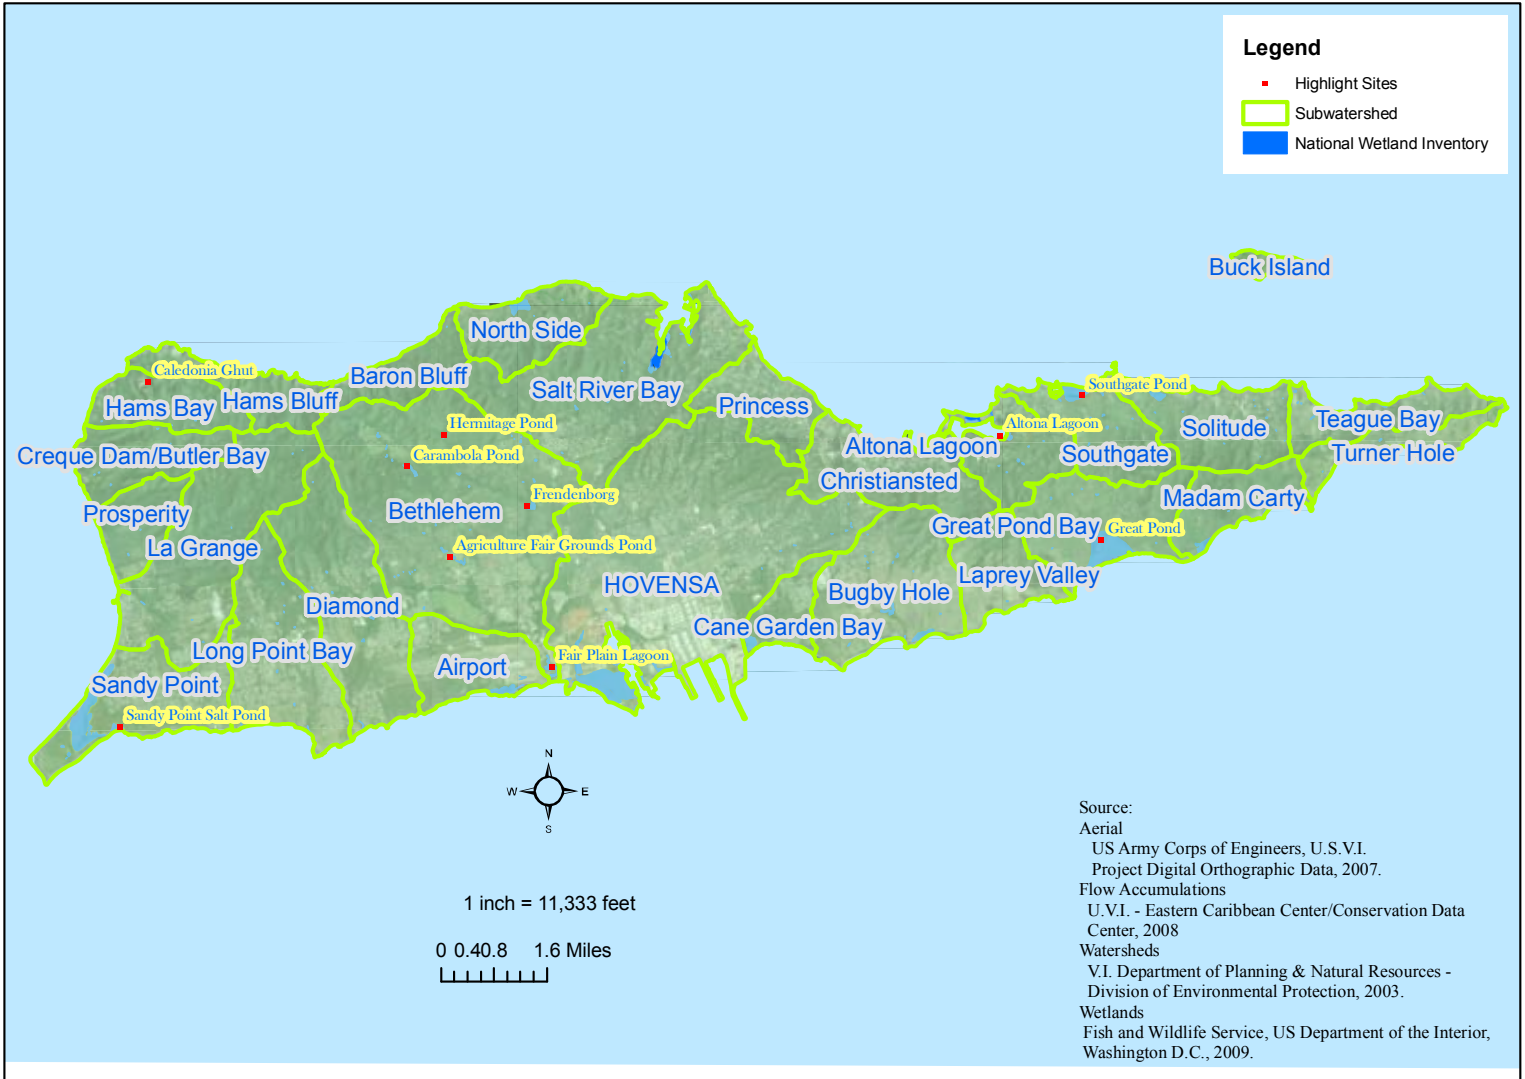 Legend
Highlight Sites
Subwatershed
National Wetland Inventory
Buck Island
North Side
Caledonia Ghut
Baron Bluff
Salt River Bay
Southgate Pond
Hams Bay
Hams Bluff
Princess
Teague Bay
Hermitage Pond
Altona Lagoon
Solitude
Creque Dam/Butler Bay
Carambola Pond
Altona Lagoon
Southgate
Turner Hole
Christiansted
Frendenborg
Madam Carty
Prosperity
Bethlehem
Great Pond Bay
Great Pond
La Grange
Agriculture Fair Grounds Pond
HOVENSA
Laprey Valley
Diamond
Bugby Hole
Cane Garden Bay
Long Point Bay
Airport
Fair Plain Lagoon
Sandy Point
Sandy Point Salt Pond
N
W
E
S
1 inch = 11,333 feet
0 0.40.8 1.6 Miles
Source:
Aerial
US Army Corps of Engineers, U.S.V.I.
Project Digital Orthographic Data, 2007.
Flow Accumulations
U.V.I. - Eastern Caribbean Center/Conservation Data
Center, 2008
Watersheds
V.I. Department of Planning & Natural Resources -
Division of Environmental Protection, 2003.
Wetlands
Fish and Wildlife Service, US Department of the Interior,
Washington D.C., 2009.